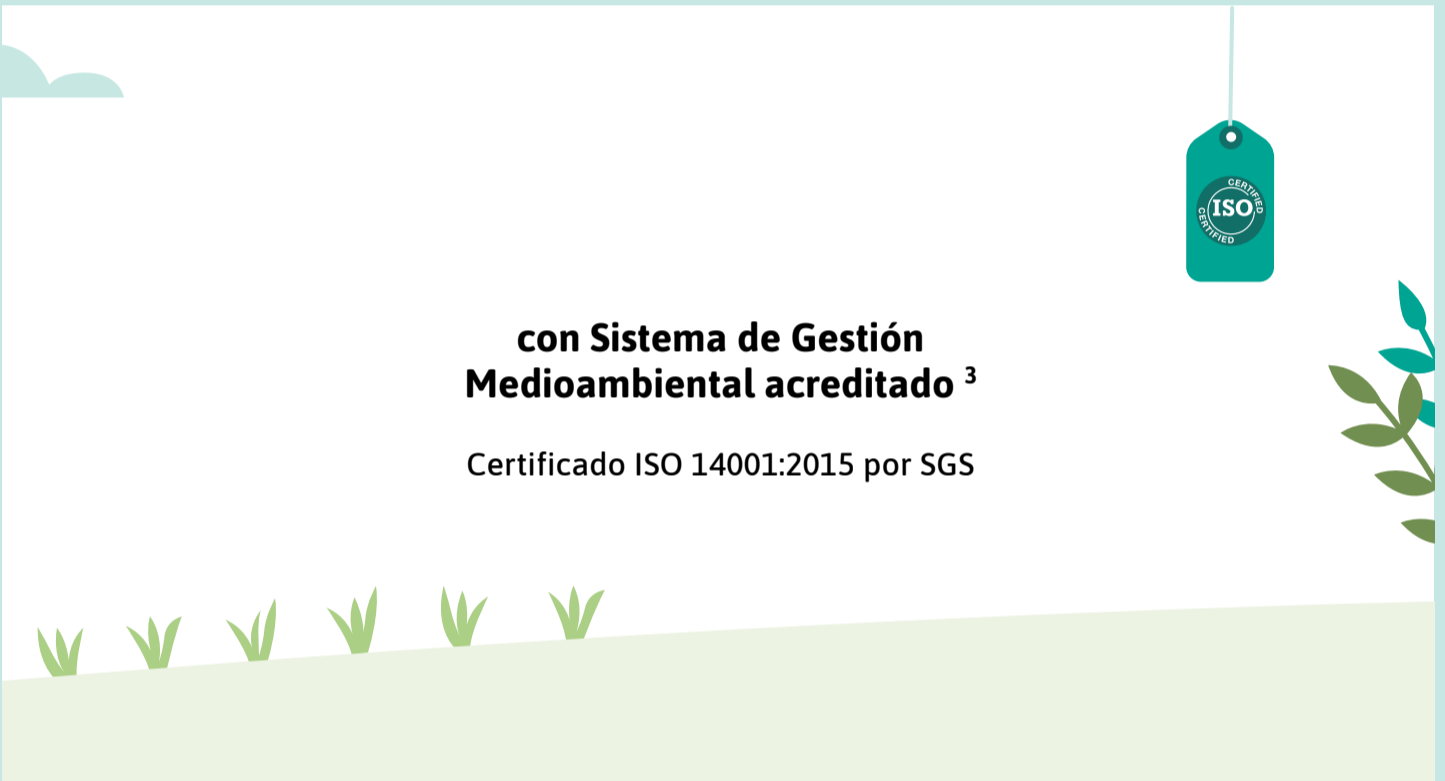 CERTIFIED
ISO
CERTIFIED
con Sistema de Gestión
Medioambiental acreditado ³
Certificado ISO 14001:2015 por SGS